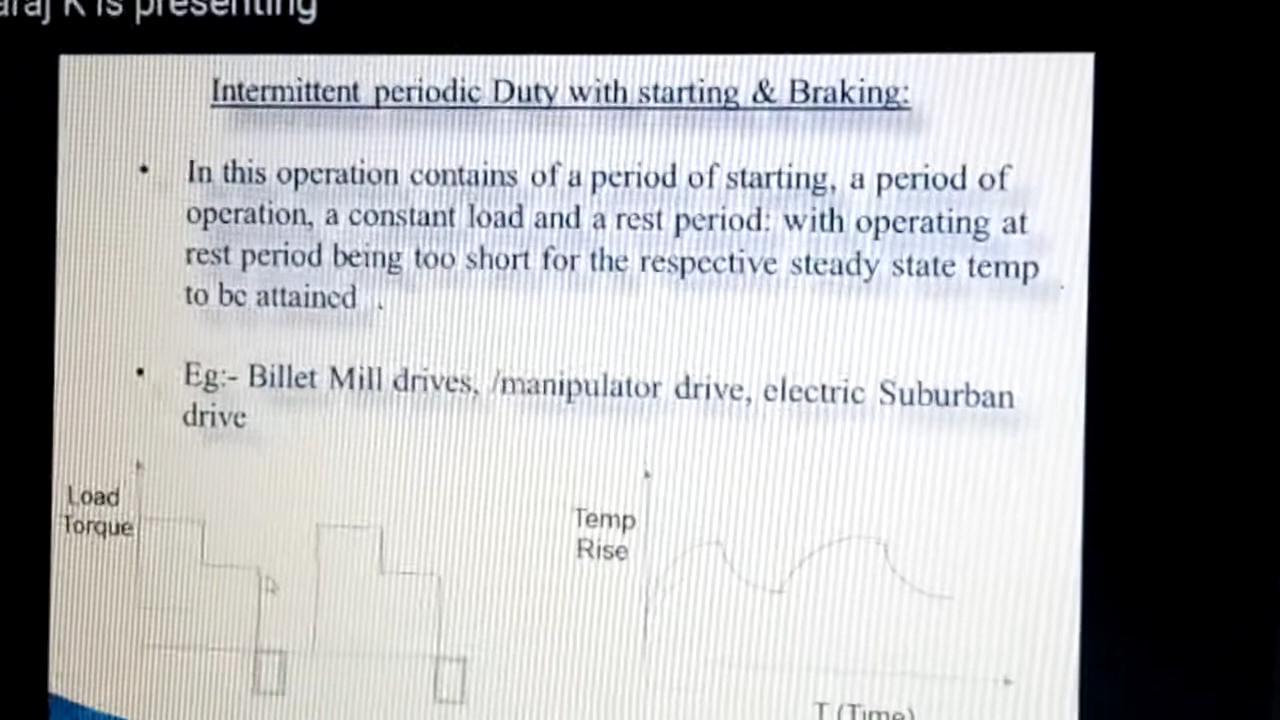 K is presenting
Intermittent periodic Duty with starting & Braking:
• In this operation contains of a period of starting, a period of
operation, a constant load and a rest period: with operating at
rest period being too short for the respective steady state temp
to be attained .
• Eg:- Billet Mill drives, /manipulator drive, electric Suburban
drive
Load
Torque
Temp
Rise
T (Time)